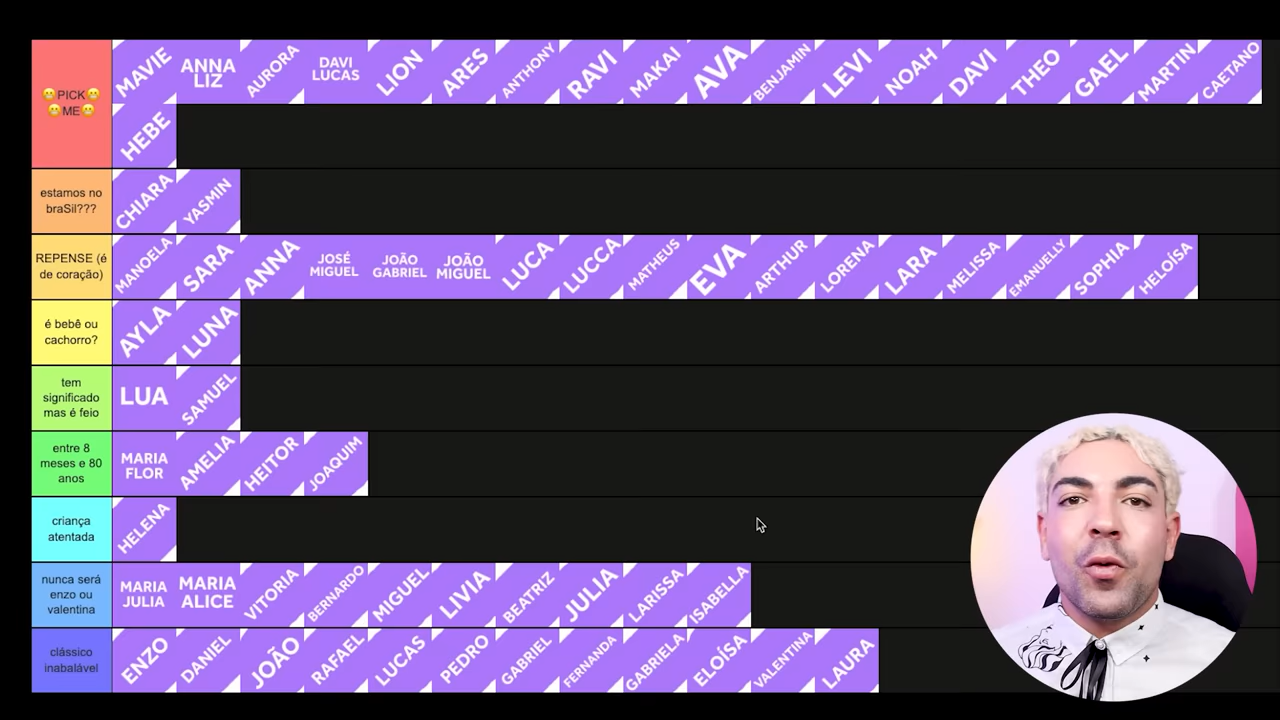 😬PICK😬
😬ME😬
MAVIE
ANNA
LIZ
AURORA
DAVI
LUCAS
LION
ARES
ANTHONY
RAVI
MAKAI
AVA
BENJAMIN
LEVI
NOAH
DAVI
THEO
GAEL
MARTIN
CAETANO
HEBE
estamos no
braSil???
CHIARA
YASMIN
REPENSE (é
de coração)
MANOELA
SARA
ANNA
JOSÉ
MIGUEL
JOÃO
GABRIEL
JOÃO
MIGUEL
LUCA
LUCCA
MATHEUS
EVA
ARTHUR
LORENA
LARA
MELISSA
EMANUELLY
SOPHIA
HELOÍSA
é bebê ou
cachorro?
AYLA
LUNA
tem
significado
mas é feio
LUA
SAMUEL
entre 8
meses e 80
anos
MARIA
FLOR
AMELIA
HEITOR
JOAQUIM
criança
atentada
HELENA
nunca será
enzo ou
valentina
MARIA
JULIA
MARIA
ALICE
VITORIA
BERNARDO
MIGUEL
LIVIA
BEATRIZ
JULIA
LARISSA
ISABELLA
clássico
inabalável
ENZO
DANIEL
JOÃO
RAFAEL
LUCAS
PEDRO
GABRIEL
FERNANDA
GABRIELA
ELOÍSA
VALENTINA
LAURA